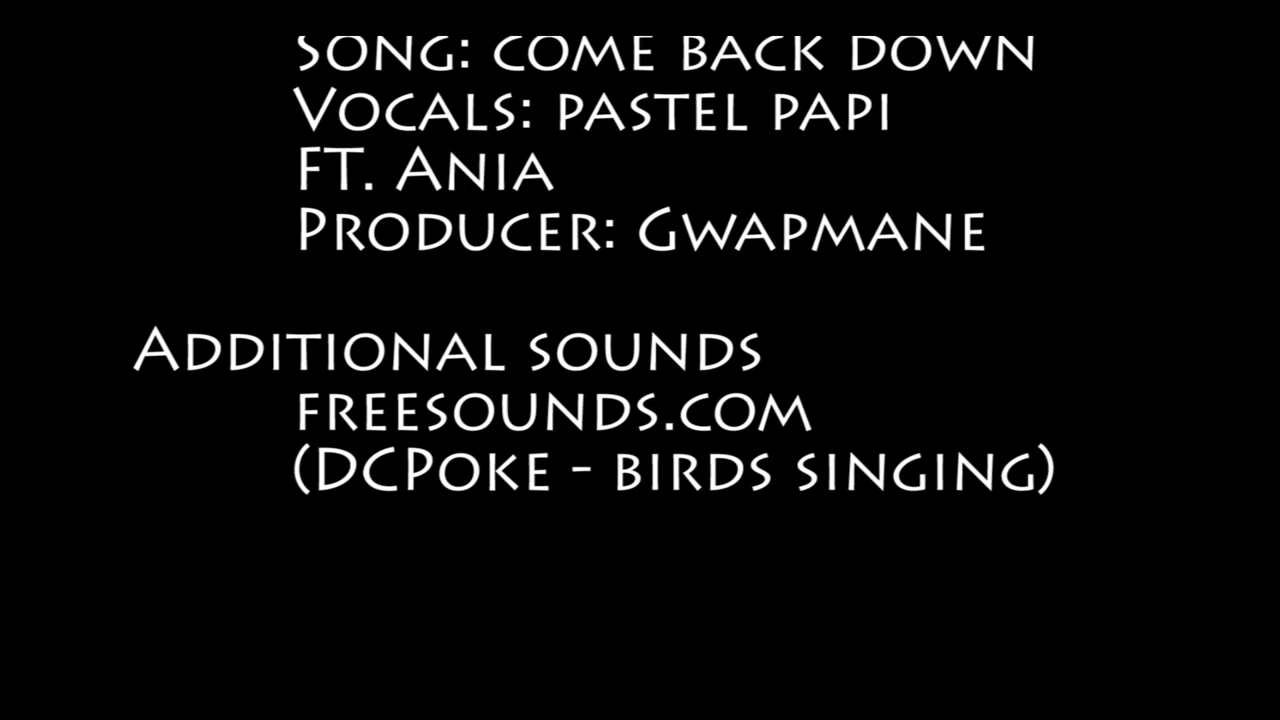 Song: come back down
Vocals: pastel papi
ft. Ania
Producer: Gwapmane
Additional sounds
freesounds.com
(DCPoke - birds singing)